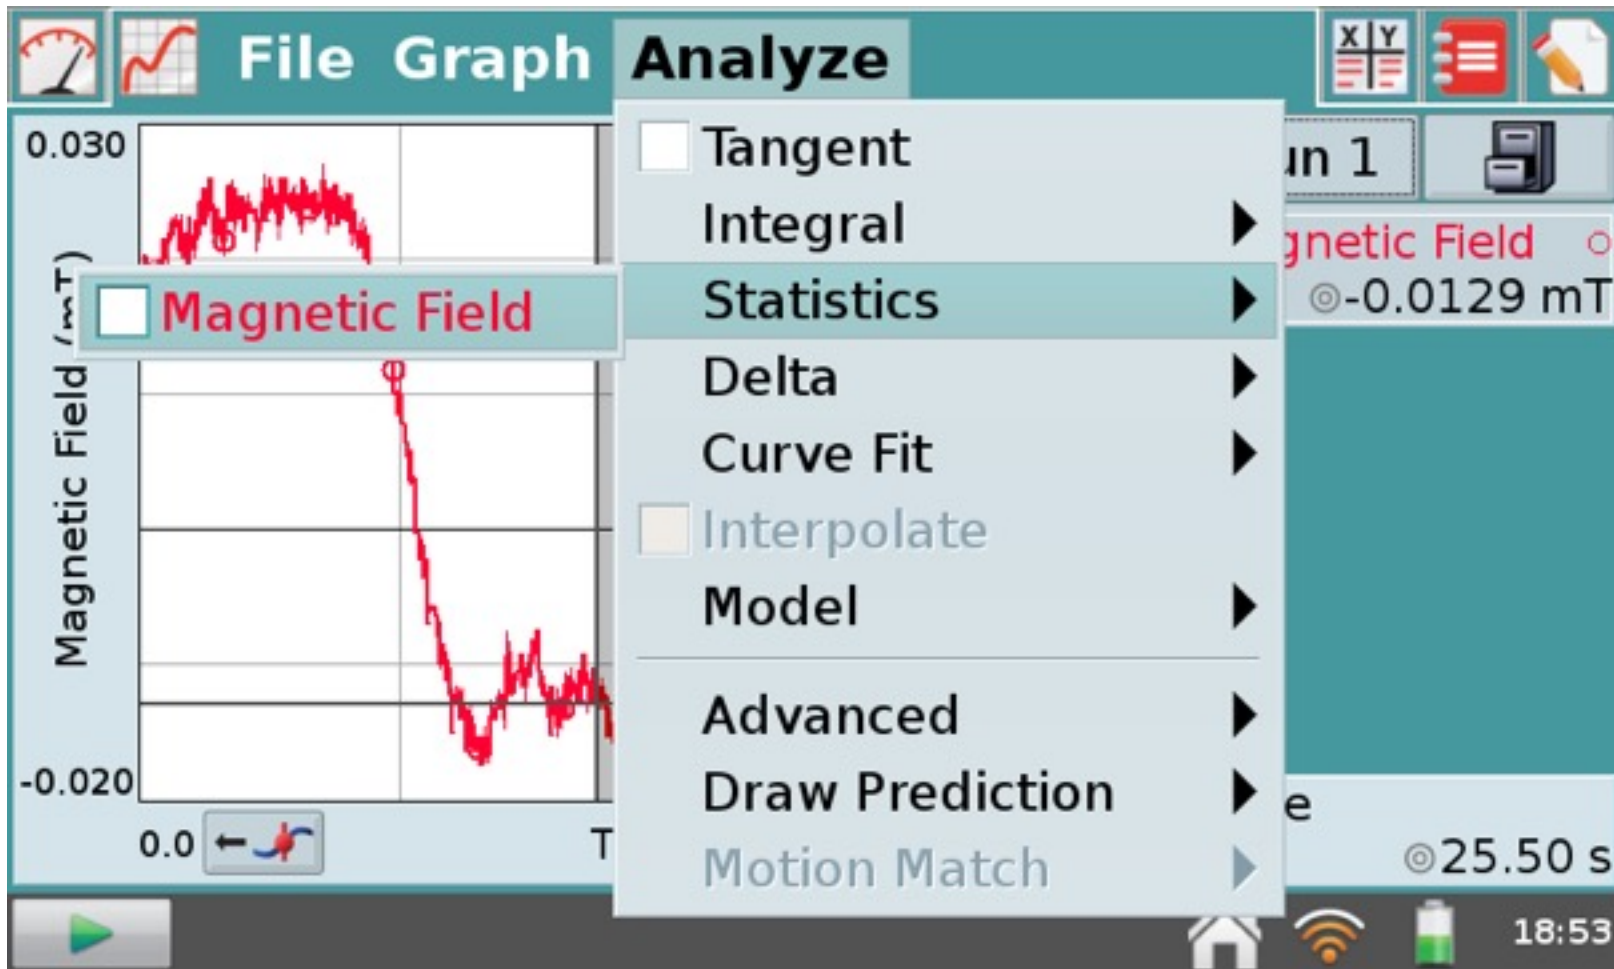 File Graph Analyze
X Y
0.030
Tangent
Integral
Statistics
Delta
Curve Fit
Interpolate
Model
Advanced
Draw Prediction
Motion Match
Magnetic Field
Magnetic Field (mT)
-0.020
0.0
T
un 1
gnetic Field
-0.0129 mT
e
25.50 s
18:53